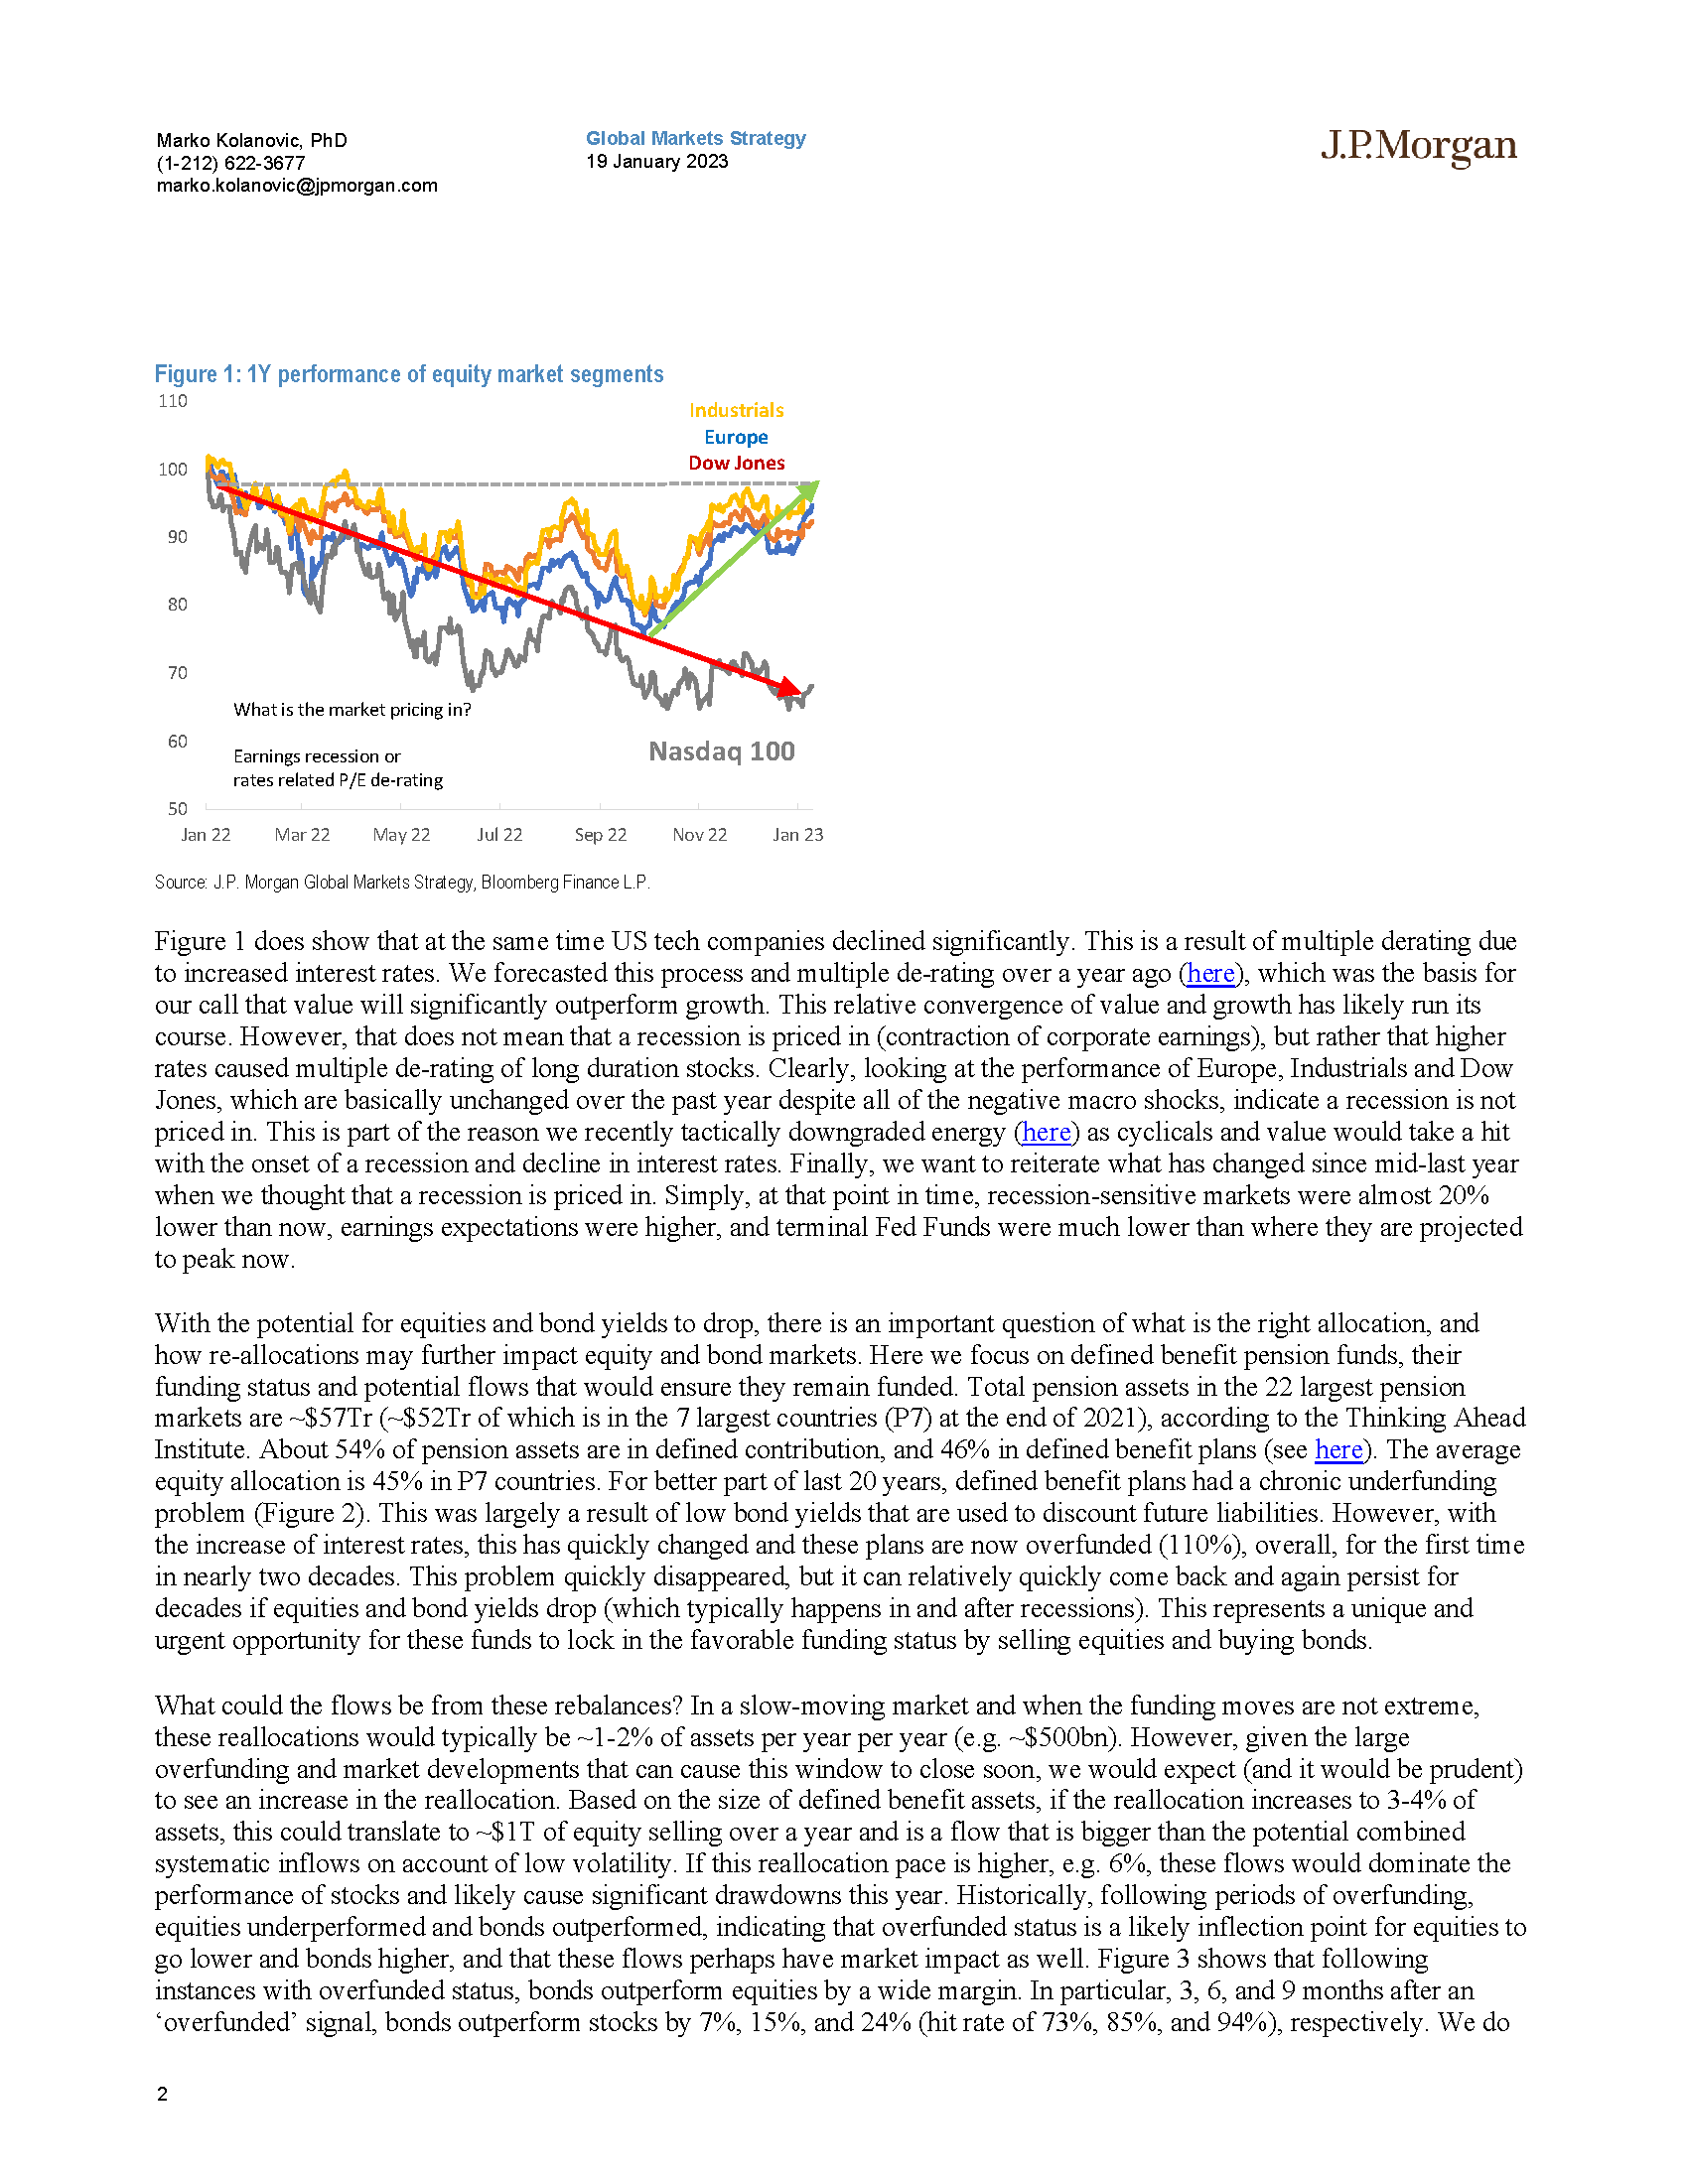 Marko Kolanovic, PhD
(1-212) 622-3677
marko.kolanovic@jpmorgan.com
Global Markets Strategy
19 January 2023
J.P.Morgan
Figure 1: 1Y performance of equity market segments
110
100
90
80
70
60
50
Industrials
Europe
Dow Jones
What is the market pricing in?
Earnings recession or
rates related P/E de-rating
Nasdaq 100
Jan 22 Mar 22 May 22 Jul 22 Sep 22 Nov 22 Jan 23
Source: J.P. Morgan Global Markets Strategy, Bloomberg Finance L.P.
Figure 1 does show that at the same time US tech companies declined significantly. This is a result of multiple derating due
to increased interest rates. We forecasted this process and multiple de-rating over a year ago (here), which was the basis for
our call that value will significantly outperform growth. This relative convergence of value and growth has likely run its
course. However, that does not mean that a recession is priced in (contraction of corporate earnings), but rather that higher
rates caused multiple de-rating of long duration stocks. Clearly, looking at the performance of Europe, Industrials and Dow
Jones, which are basically unchanged over the past year despite all of the negative macro shocks, indicate a recession is not
priced in. This is part of the reason we recently tactically downgraded energy (here) as cyclicals and value would take a hit
with the onset of a recession and decline in interest rates. Finally, we want to reiterate what has changed since mid-last year
when we thought that a recession is priced in. Simply, at that point in time, recession-sensitive markets were almost 20%
lower than now, earnings expectations were higher, and terminal Fed Funds were much lower than where they are projected
to peak now.
With the potential for equities and bond yields to drop, there is an important question of what is the right allocation, and
how re-allocations may further impact equity and bond markets. Here we focus on defined benefit pension funds, their
funding status and potential flows that would ensure they remain funded. Total pension assets in the 22 largest pension
markets are ~$57Tr (~$52Tr of which is in the 7 largest countries (P7) at the end of 2021), according to the Thinking Ahead
Institute. About 54% of pension assets are in defined contribution, and 46% in defined benefit plans (see here). The average
equity allocation is 45% in P7 countries. For better part of last 20 years, defined benefit plans had a chronic underfunding
problem (Figure 2). This was largely a result of low bond yields that are used to discount future liabilities. However, with
the increase of interest rates, this has quickly changed and these plans are now overfunded (110%), overall, for the first time
in nearly two decades. This problem quickly disappeared, but it can relatively quickly come back and again persist for
decades if equities and bond yields drop (which typically happens in and after recessions). This represents a unique and
urgent opportunity for these funds to lock in the favorable funding status by selling equities and buying bonds.
What could the flows be from these rebalances? In a slow-moving market and when the funding moves are not extreme,
these reallocations would typically be ~1-2% of assets per year per year (e.g. ~$500bn). However, given the large
overfunding and market developments that can cause this window to close soon, we would expect (and it would be prudent)
to see an increase in the reallocation. Based on the size of defined benefit assets, if the reallocation increases to 3-4% of
assets, this could translate to ~$1T of equity selling over a year and is a flow that is bigger than the potential combined
systematic inflows on account of low volatility. If this reallocation pace is higher, e.g. 6%, these flows would dominate the
performance of stocks and likely cause significant drawdowns this year. Historically, following periods of overfunding,
equities underperformed and bonds outperformed, indicating that overfunded status is a likely inflection point for equities to
go lower and bonds higher, and that these flows perhaps have market impact as well. Figure 3 shows that following
instances with overfunded status, bonds outperform equities by a wide margin. In particular, 3, 6, and 9 months after an
‘overfunded’ signal, bonds outperform stocks by 7%, 15%, and 24% (hit rate of 73%, 85%, and 94%), respectively. We do
2